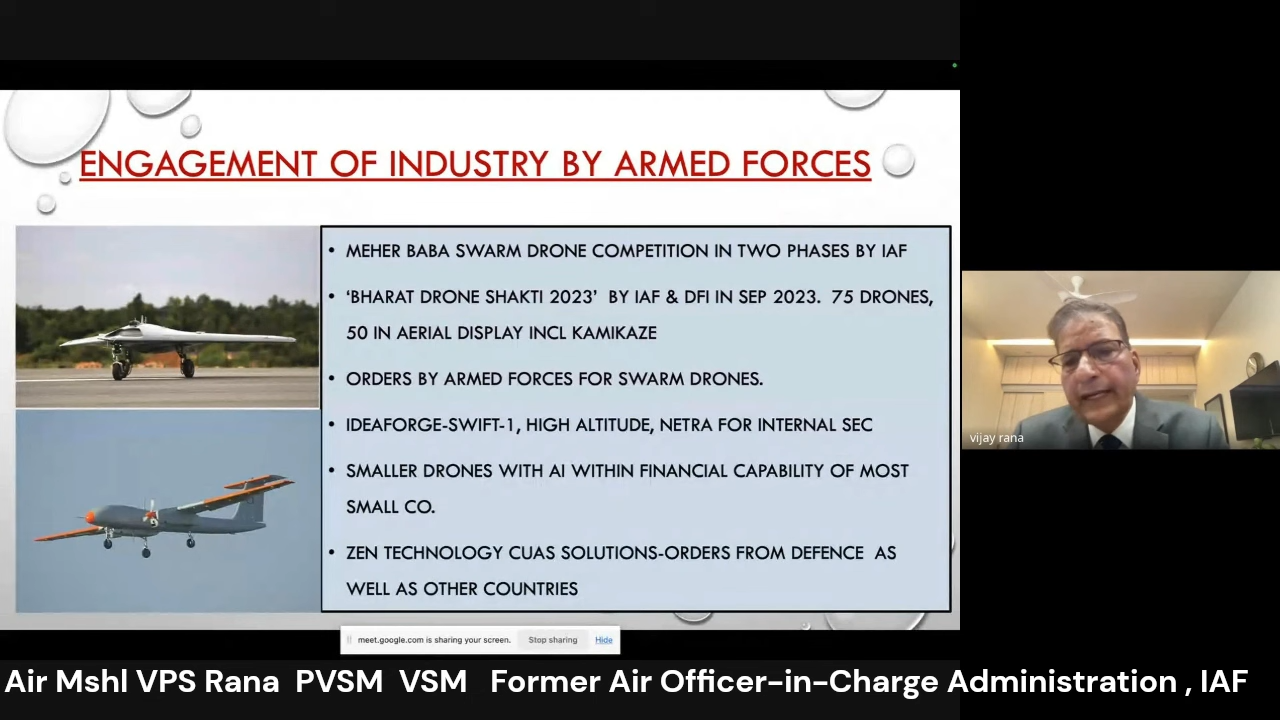 ENGAGEMENT OF INDUSTRY BY ARMED FORCES
• MEHER BABA SWARM DRONE COMPETITION IN TWO PHASES BY IAF
• ‘BHARAT DRONE SHAKTI 2023’ BY IAF & DFI IN SEP 2023. 75 DRONES,
50 IN AERIAL DISPLAY INCL KAMIKAZE
• ORDERS BY ARMED FORCES FOR SWARM DRONES.
• IDEAFORGE-SWIFT-1, HIGH ALTITUDE, NETRA FOR INTERNAL SEC
• SMALLER DRONES WITH AI WITHIN FINANCIAL CAPABILITY OF MOST
SMALL CO.
• ZEN TECHNOLOGY CUAS SOLUTIONS-ORDERS FROM DEFENCE AS
WELL AS OTHER COUNTRIES
vijay rana
meet.google.com is sharing your screen. Stop sharing Hide
Air Mshl VPS Rana PVSM VSM Former Air Officer-in-Charge Administration , IAF